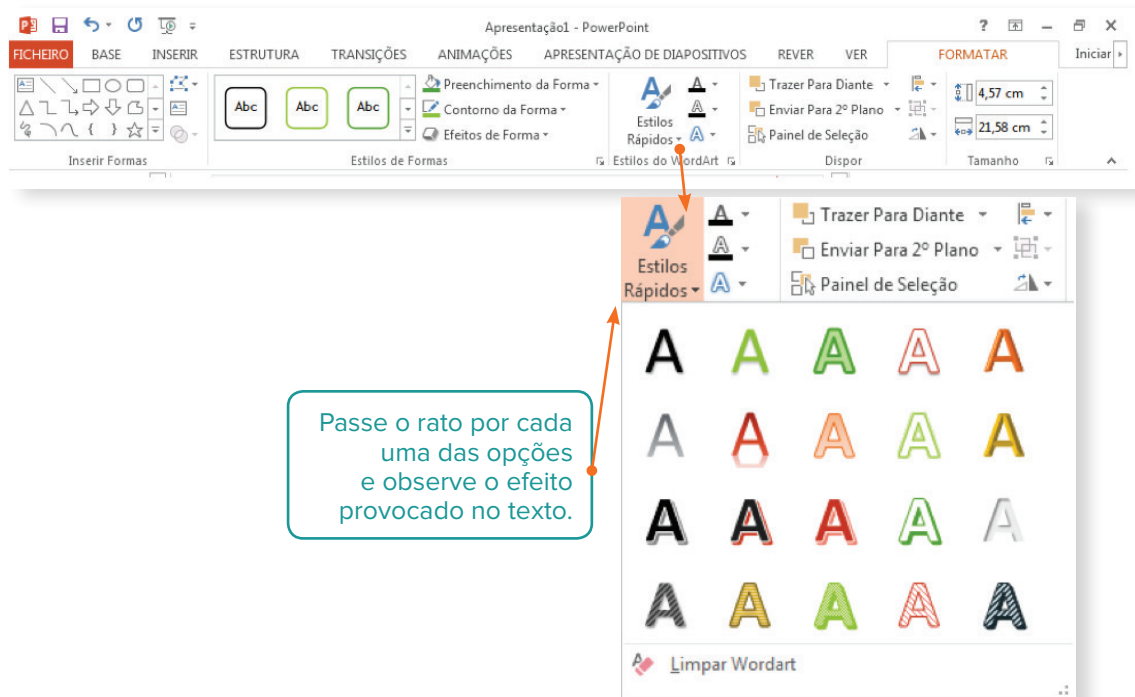 Apresentação1 - PowerPoint
FICHEIRO BASE INSERIR ESTRUTURA TRANSIÇÕES ANIMAÇÕES APRESENTAÇÃO DE DIAPOSITIVOS REVER VER FORMATAR Iniciar
Abc Abc Abc
Preenchimento da Forma
Contorno da Forma
Efeitos de Forma
Estilos
Rápidos
Trazer Para Diante
Enviar Para 2º Plano
Painel de Seleção
4,57 cm
21,58 cm
Inserir Formas Estilos de Formas Estilos do WordArt Dispor Tamanho
Estilos
Rápidos
Trazer Para Diante
Enviar Para 2º Plano
Painel de Seleção
A A A A A
A A A A A
A A A A A
A A A A A
Limpar Wordart
Passe o rato por cada
uma das opções
e observe o efeito
provocado no texto.